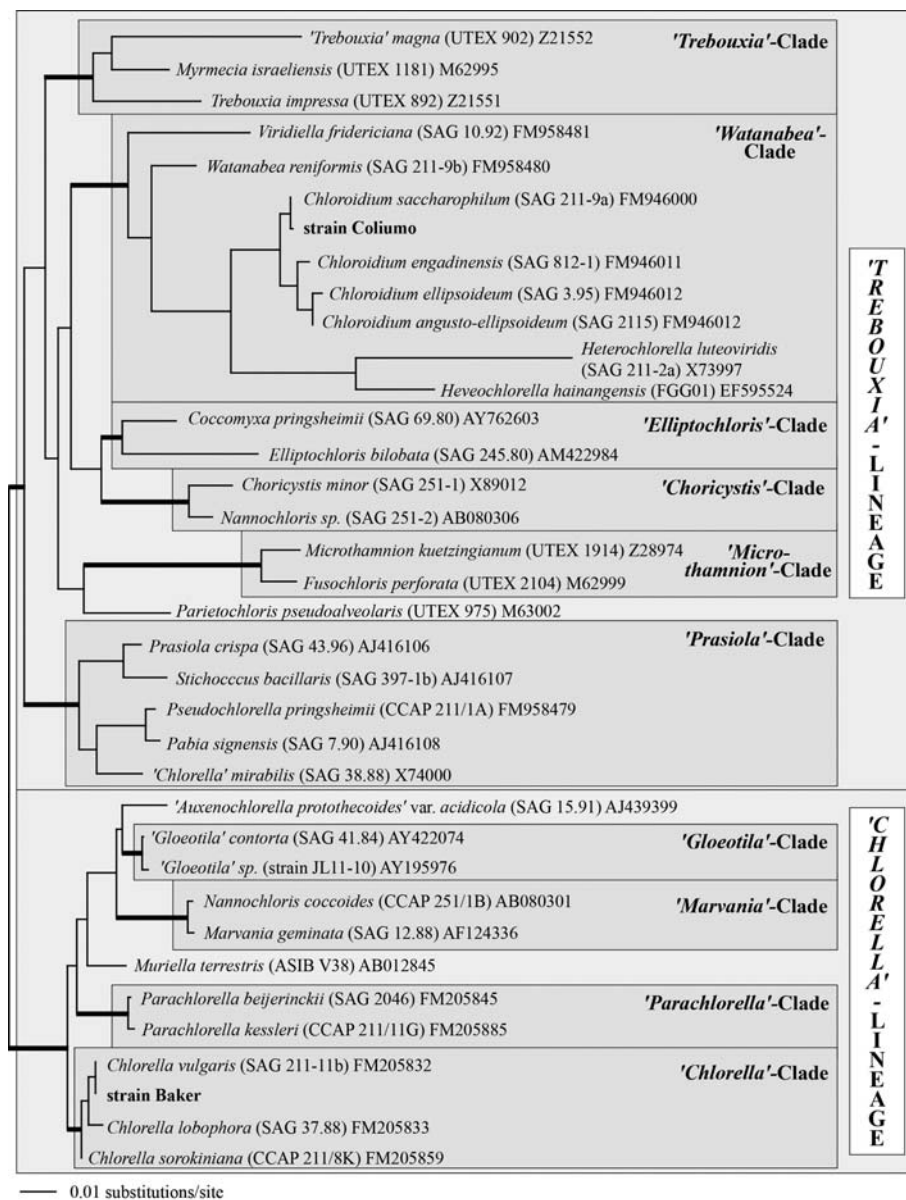 'Trebouxia' magna (UTEX 902) Z21552
'Trebouxia'-Clade
Myrmecia israeliensis (UTEX 1181) M62995
Trebouxia impressa (UTEX 892) Z21551
Viridiella fridericiana (SAG 10.92) FM958481
'Watanabea'-
Clade
Watanabea reniformis (SAG 211-9b) FM958480
Chloroidium saccharophilum (SAG 211-9a) FM946000
strain Coliumo
Chloroidium engadinensis (SAG 812-1) FM946011
Chloroidium ellipsoideum (SAG 3.95) FM946012
Chloroidium angusto-ellipsoideum (SAG 2115) FM946012
Heterochlorella luteoviridis
(SAG 211-2a) X73997
Heveochlorella hainangensis (FGG01) EF595524
Coccomyxa pringsheimii (SAG 69.80) AY762603
'Elliptochloris'-Clade
Elliptochloris bilobata (SAG 245.80) AM422984
Choricystis minor (SAG 251-1) X89012
'Choricystis'-Clade
Nannochloris sp. (SAG 251-2) AB080306
Microthamnion kuetzingianum (UTEX 1914) Z28974
'Micro-
thamnion'-Clade
Fusochloris perforata (UTEX 2104) M62999
Parietochloris pseudoalveolaris (UTEX 975) M63002
'TREBOUXIA'-LINEAGE
Prasiola crispa (SAG 43.96) AJ416106
'Prasiola'-Clade
Stichocccus bacillaris (SAG 397-1b) AJ416107
Pseudochlorella pringsheimii (CCAP 211/1A) FM958479
Pabia signensis (SAG 7.90) AJ416108
'Chlorella' mirabilis (SAG 38.88) X74000
'Auxenochlorella protothecoides' var. acidicola (SAG 15.91) AJ439399
'Gloeotila' contorta (SAG 41.84) AY422074
'Gloeotila'-Clade
'Gloeotila' sp. (strain JL11-10) AY195976
Nannochloris coccoides (CCAP 251/1B) AB080301
'Marvania'-Clade
Marvania geminata (SAG 12.88) AF124336
Muriella terrestris (ASIB V38) AB012845
Parachlorella beijerinckii (SAG 2046) FM205845
'Parachlorella'-Clade
Parachlorella kessleri (CCAP 211/11G) FM205885
Chlorella vulgaris (SAG 211-11b) FM205832
'Chlorella'-Clade
strain Baker
Chlorella lobophora (SAG 37.88) FM205833
Chlorella sorokiniana (CCAP 211/8K) FM205859
'CHLORELLA'-LINEAGE
0.01 substitutions/site